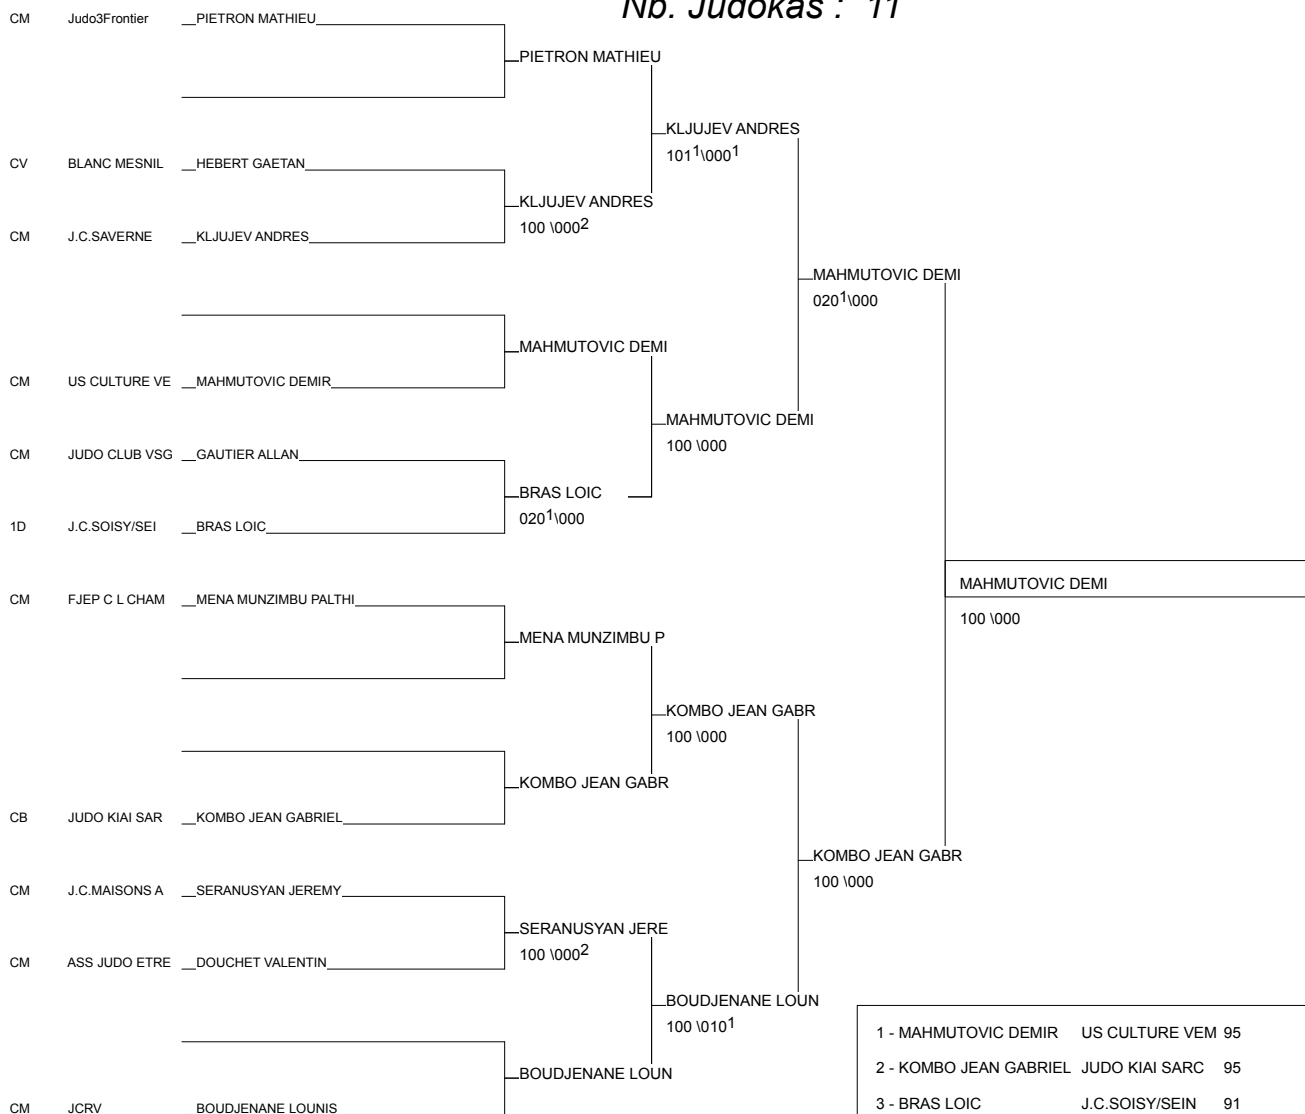 Nb. Judokas : 11
CM Judo3Frontier PIETRON MATHIEU
PIETRON MATHIEU
KLJUJEV ANDRES
101¹\000¹
CV BLANC MESNIL HEBERT GAETAN
KLJUJEV ANDRES
100 \000²
CM J.C.SAVERNE KLJUJEV ANDRES
MAHMUTOVIC DEMI
020¹\000
MAHMUTOVIC DEMI
CM US CULTURE VE MAHMUTOVIC DEMIR
MAHMUTOVIC DEMI
100 \000
CM JUDO CLUB VSG GAUTIER ALLAN
BRAS LOIC
020¹\000
1D J.C.SOISY/SEI BRAS LOIC
MAHMUTOVIC DEMI
100 \000
CM FJEP C L CHAM MENA MUNZIMBU PALTHI
MENA MUNZIMBU P
KOMBO JEAN GABR
100 \000
KOMBO JEAN GABR
CB JUDO KIAI SAR KOMBO JEAN GABRIEL
KOMBO JEAN GABR
100 \000
CM J.C.MAISONS A SERANUSYAN JEREMY
SERANUSYAN JERE
100 \000²
CM ASS JUDO ETRE DOUCHET VALENTIN
BOUDJENANE LOUN
100 \010¹
BOUDJENANE LOUN
CM JCRV BOUDJENANE LOUNIS
1 - MAHMUTOVIC DEMIR US CULTURE VEM 95
2 - KOMBO JEAN GABRIEL JUDO KIAI SARC 95
3 - BRAS LOIC J.C.SOISY/SEIN 91